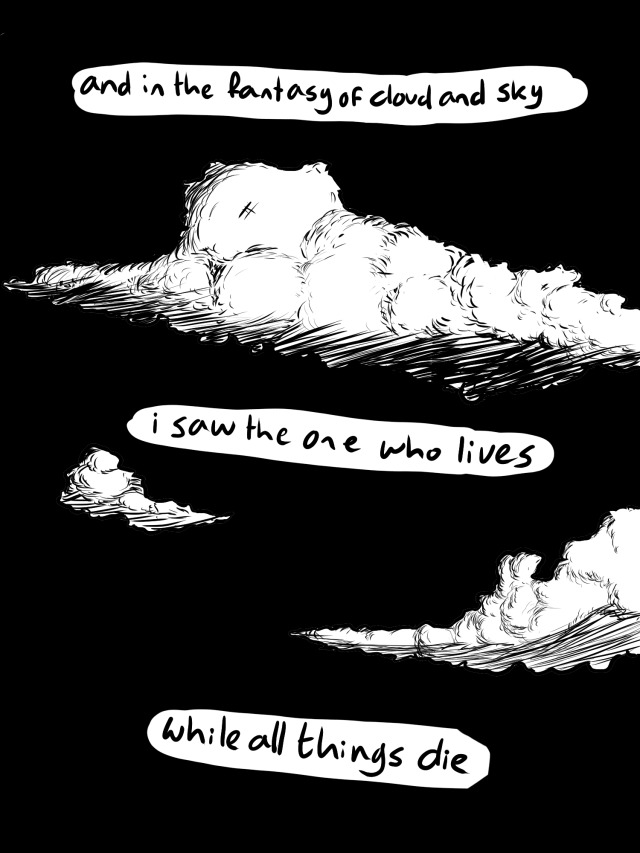 and in the fantasy of cloud and sky
i saw the one who lives
while all things die